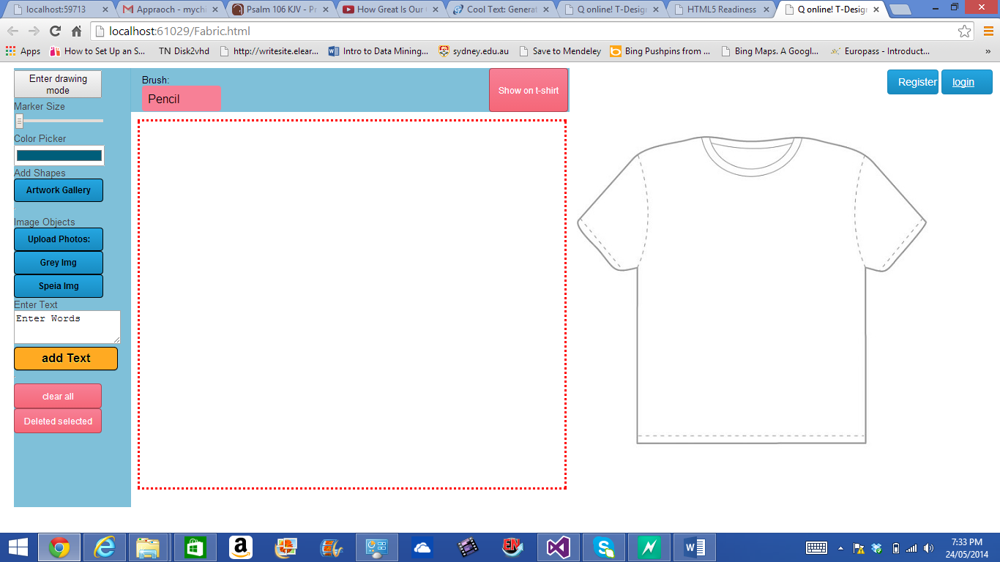 localhost:59713
Appraoch - mychi
Psalm 106 KJV - Pr
How Great Is Our
Cool Text: Generat
Q online! T-Design
HTML5 Readiness
Q online! T-Design
localhost:61029/Fabric.html
Apps
How to Set Up an S...
TN Disk2vhd
http://writesite.elear...
Intro to Data Mining...
sydney.edu.au
Save to Mendeley
Bing Pushpins from ...
Bing Maps. A Googl...
Europass - Introduct...
»
Enter drawing
mode
Marker Size
Color Picker
Add Shapes
Artwork Gallery
Image Objects
Upload Photos:
Grey Img
Speia Img
Enter Text
Enter Words
add Text
clear all
Deleted selected
Brush:
Pencil
Show on t-shirt
Register
login
7:33 PM
24/05/2014